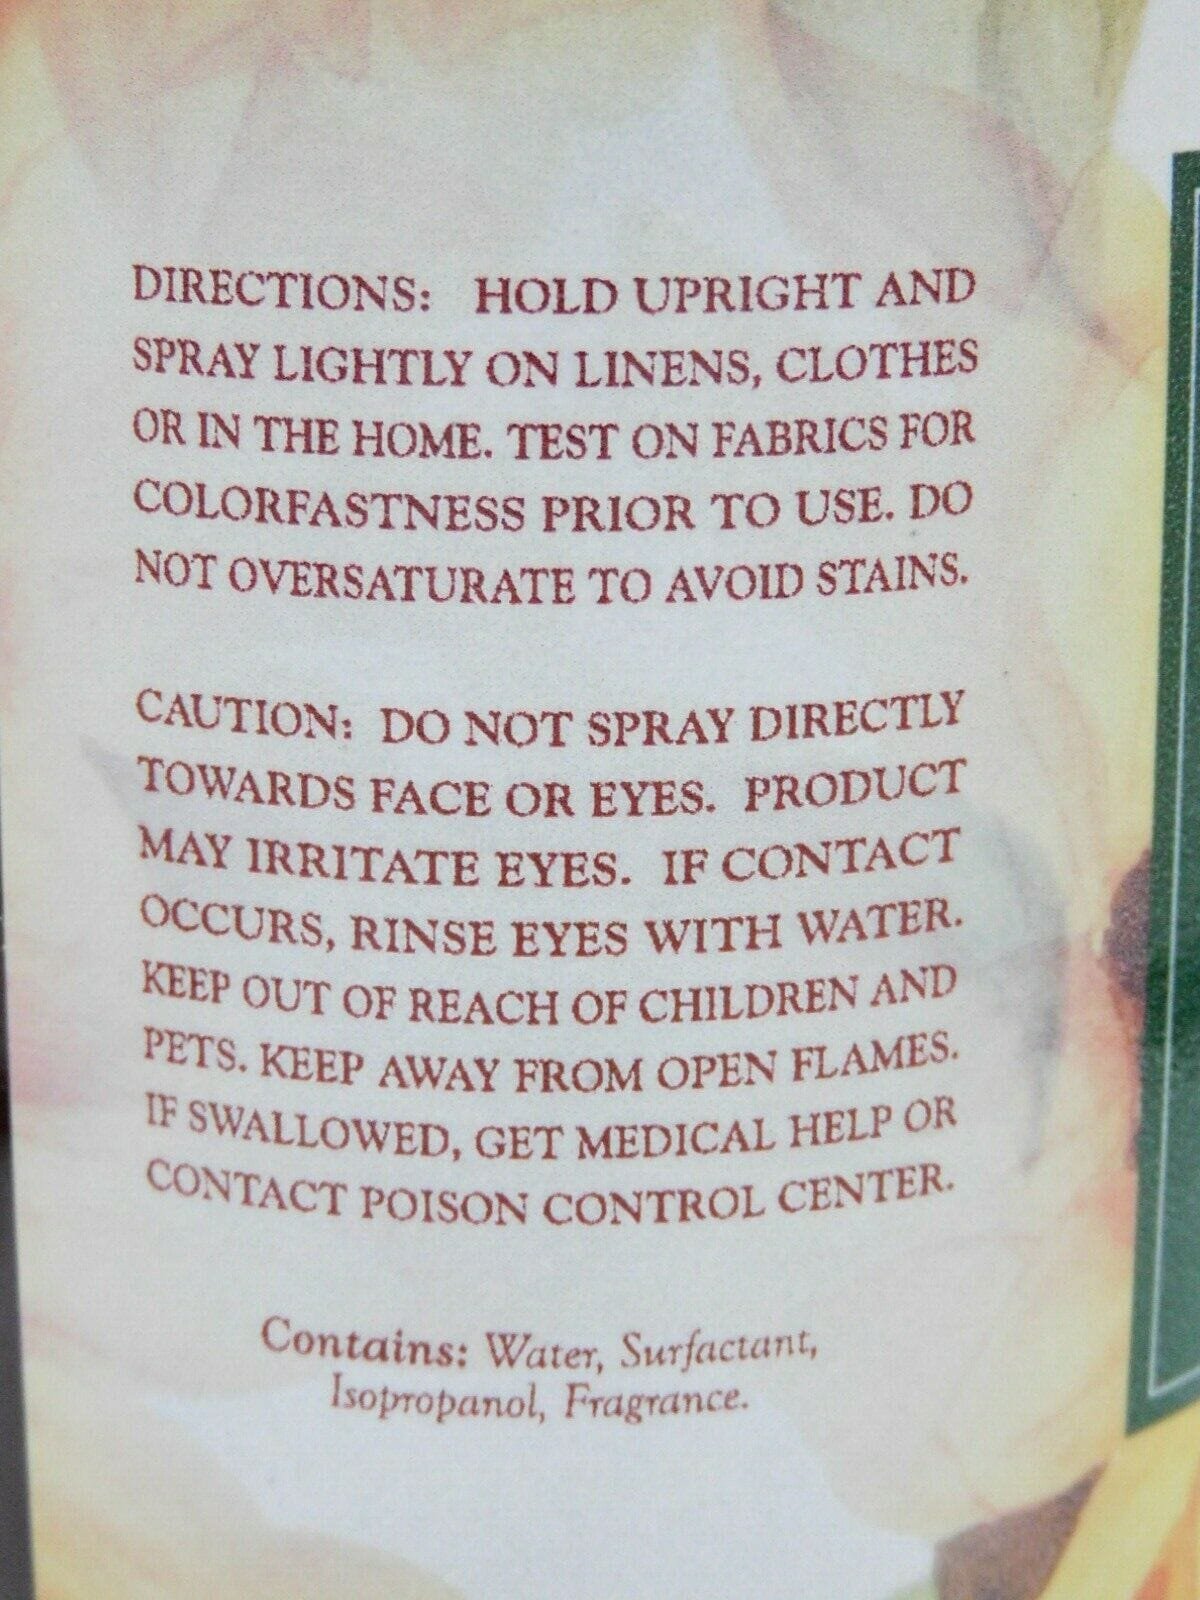 DIRECTIONS: HOLD UPRIGHT AND
SPRAY LIGHTLY ON LINENS, CLOTHES
OR IN THE HOME. TEST ON FABRICS FOR
COLORFASTNESS PRIOR TO USE. DO
NOT OVERSATURATE TO AVOID STAINS.
CAUTION: DO NOT SPRAY DIRECTLY
TOWARDS FACE OR EYES. PRODUCT
MAY IRRITATE EYES. IF CONTACT
OCCURS, RINSE EYES WITH WATER.
KEEP OUT OF REACH OF CHILDREN AND
PETS. KEEP AWAY FROM OPEN FLAMES.
IF SWALLOWED, GET MEDICAL HELP OR
CONTACT POISON CONTROL CENTER.
Contains: Water, Surfactant,
Isopropanol, Fragrance.